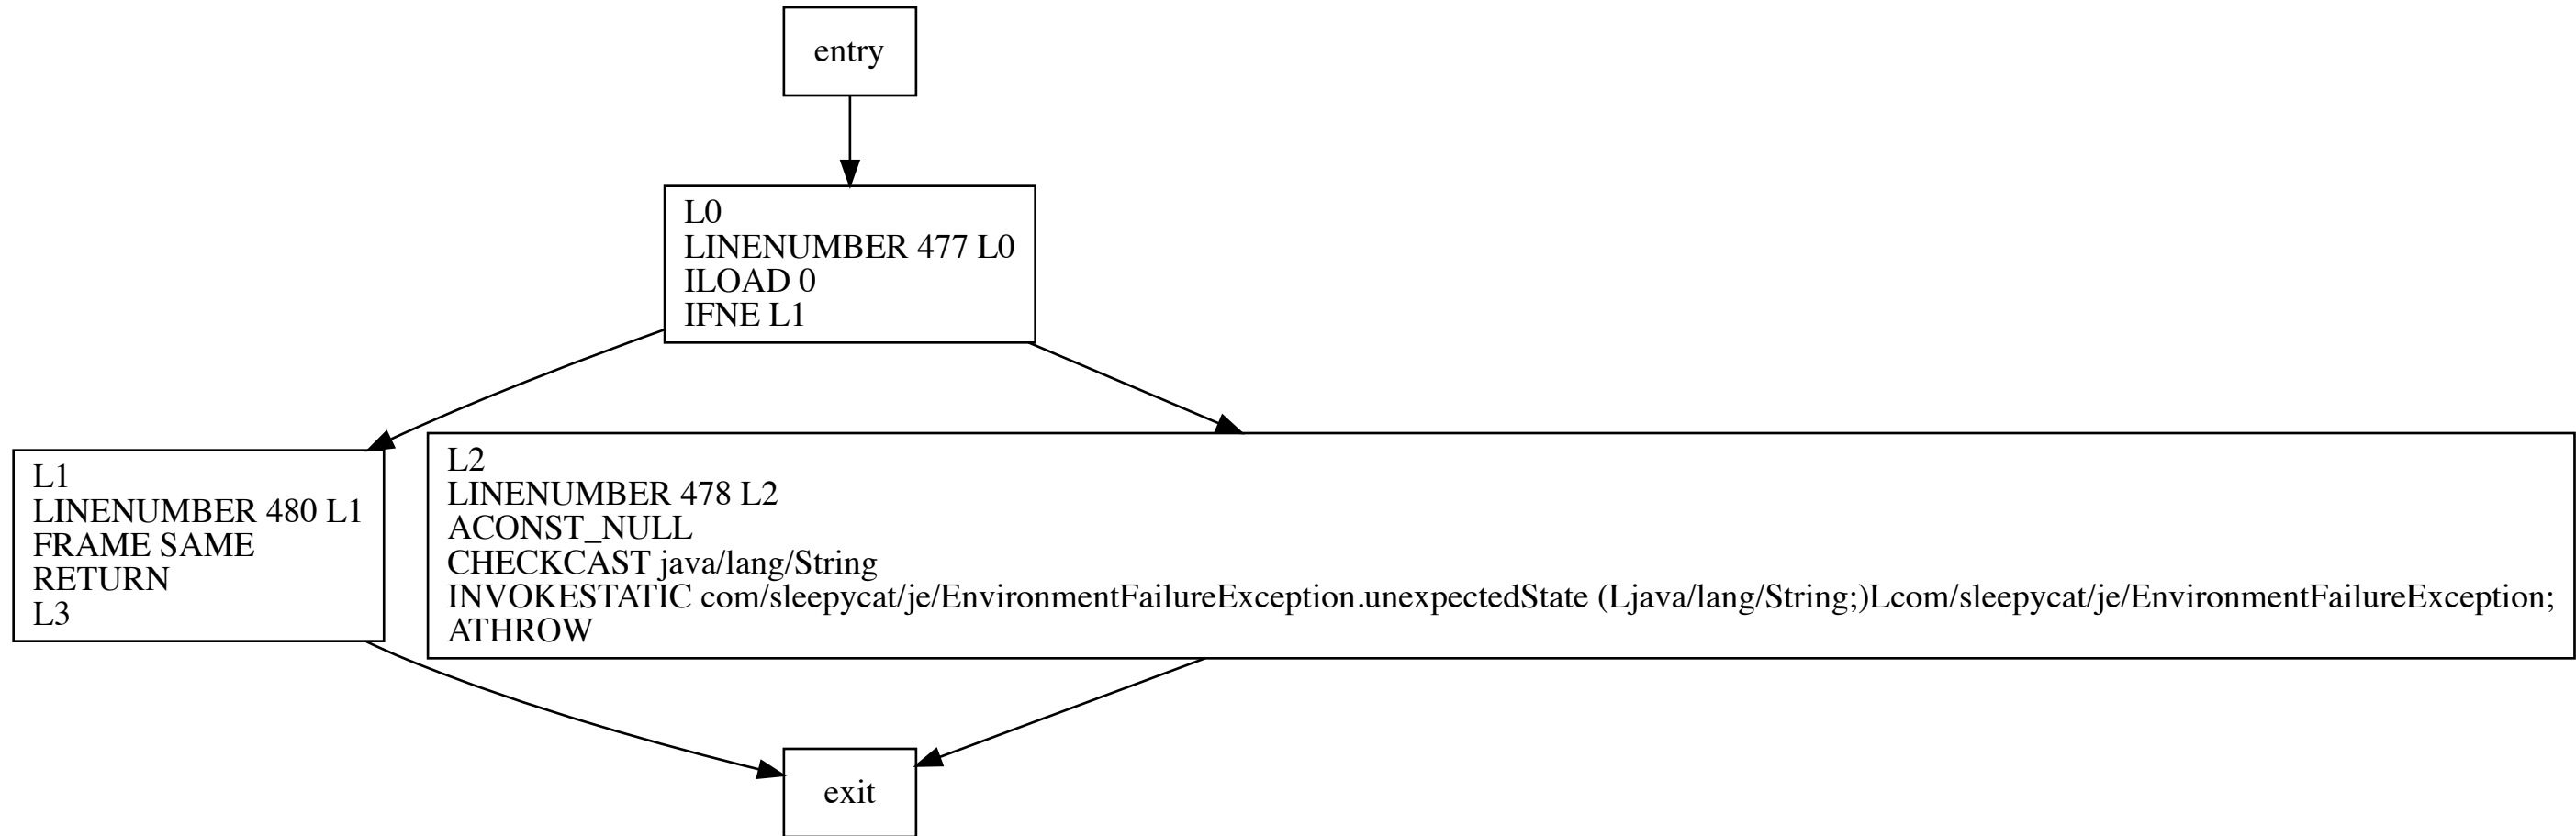 entry
L0
LINENUMBER 477 L0
ILOAD 0
IFNE L1
L1
LINENUMBER 480 L1
FRAME SAME
RETURN
L3
L2
LINENUMBER 478 L2
ACONST_NULL
CHECKCAST java/lang/String
INVOKESTATIC com/sleepycat/je/EnvironmentFailureException.unexpectedState (Ljava/lang/String;)Lcom/sleepycat/je/EnvironmentFailureException;
ATHROW
exit